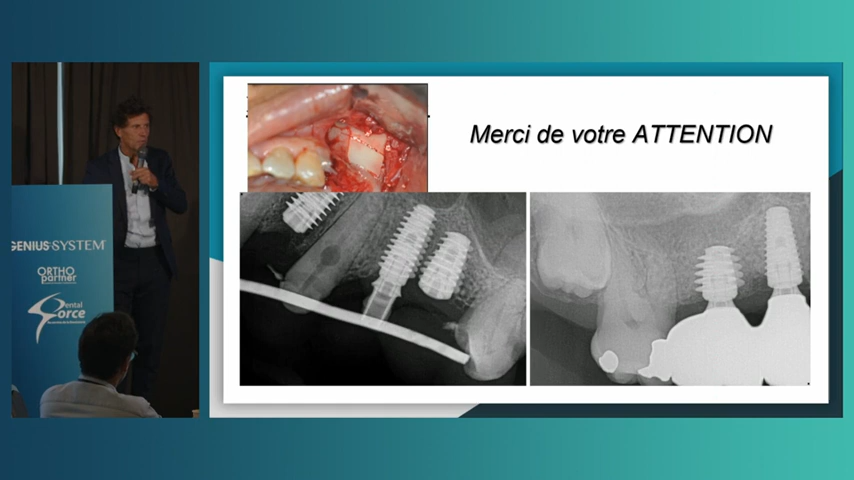 Merci de votre ATTENTION
GENIUS SYSTEM
ORTHO
partner
Dental
Force